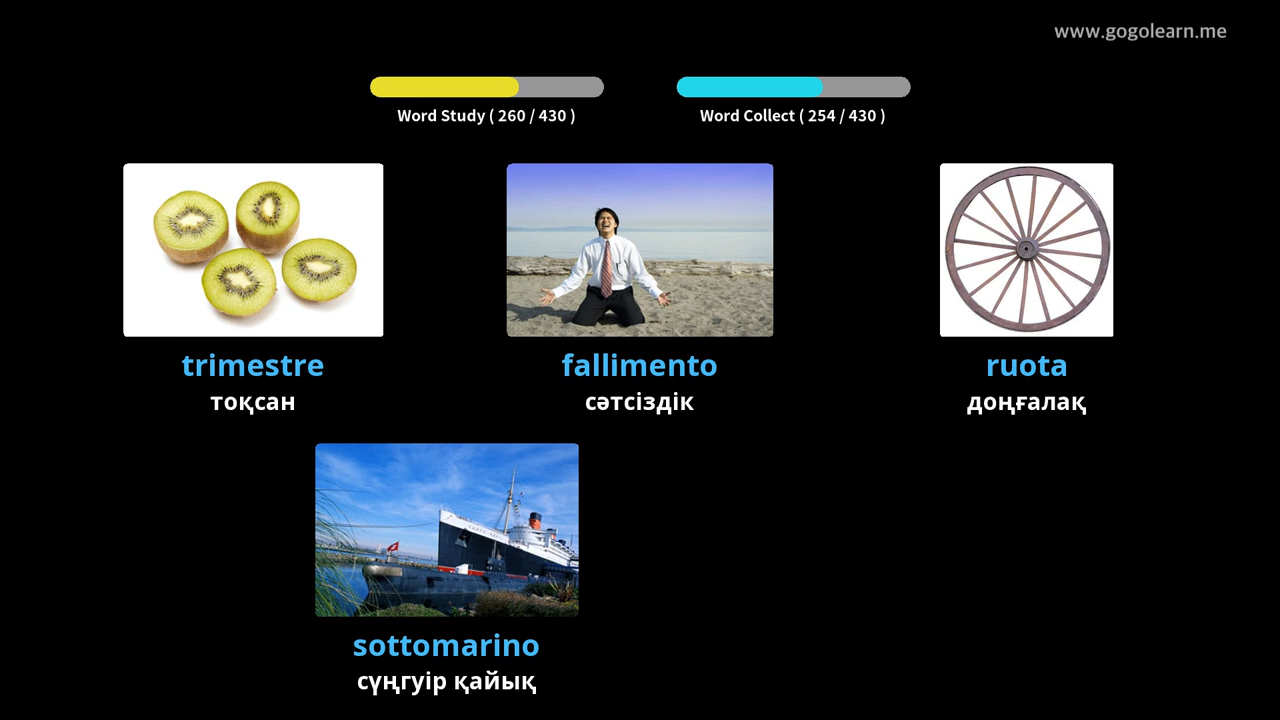 www.gogolearn.me
Word Study ( 260 / 430 )
Word Collect ( 254 / 430 )
trimestre
тоқсан
fallimento
сәтсіздік
ruota
доңғалақ
sottomarino
сүңгуір қайық